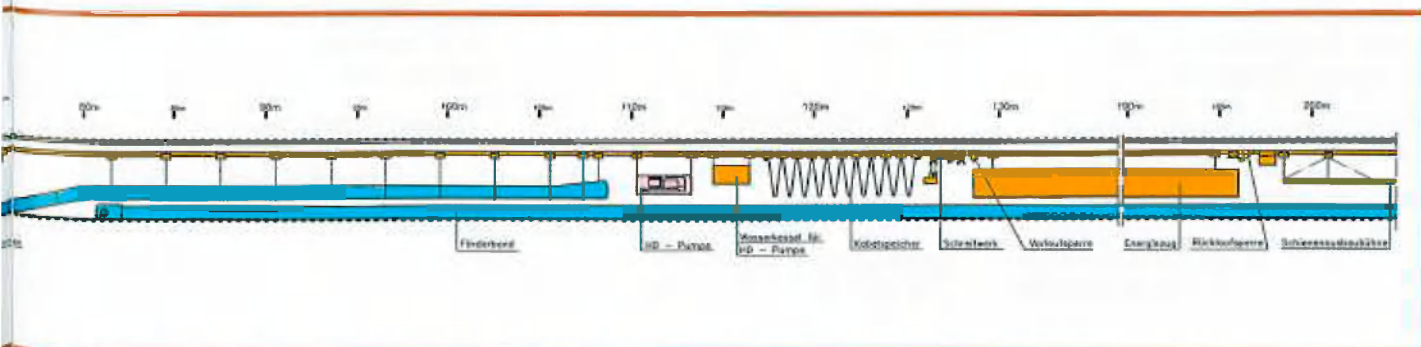 80m
90m
100m
110m
120m
130m
190m
200m
Förderband
HD - Pumpe
Wasserkessel für
HD - Pumpe
Kabelspeicher
Schreitwerk
Vorlaufsperre
Energiezug
Rücklaufsperre
Schienenausbaubühne